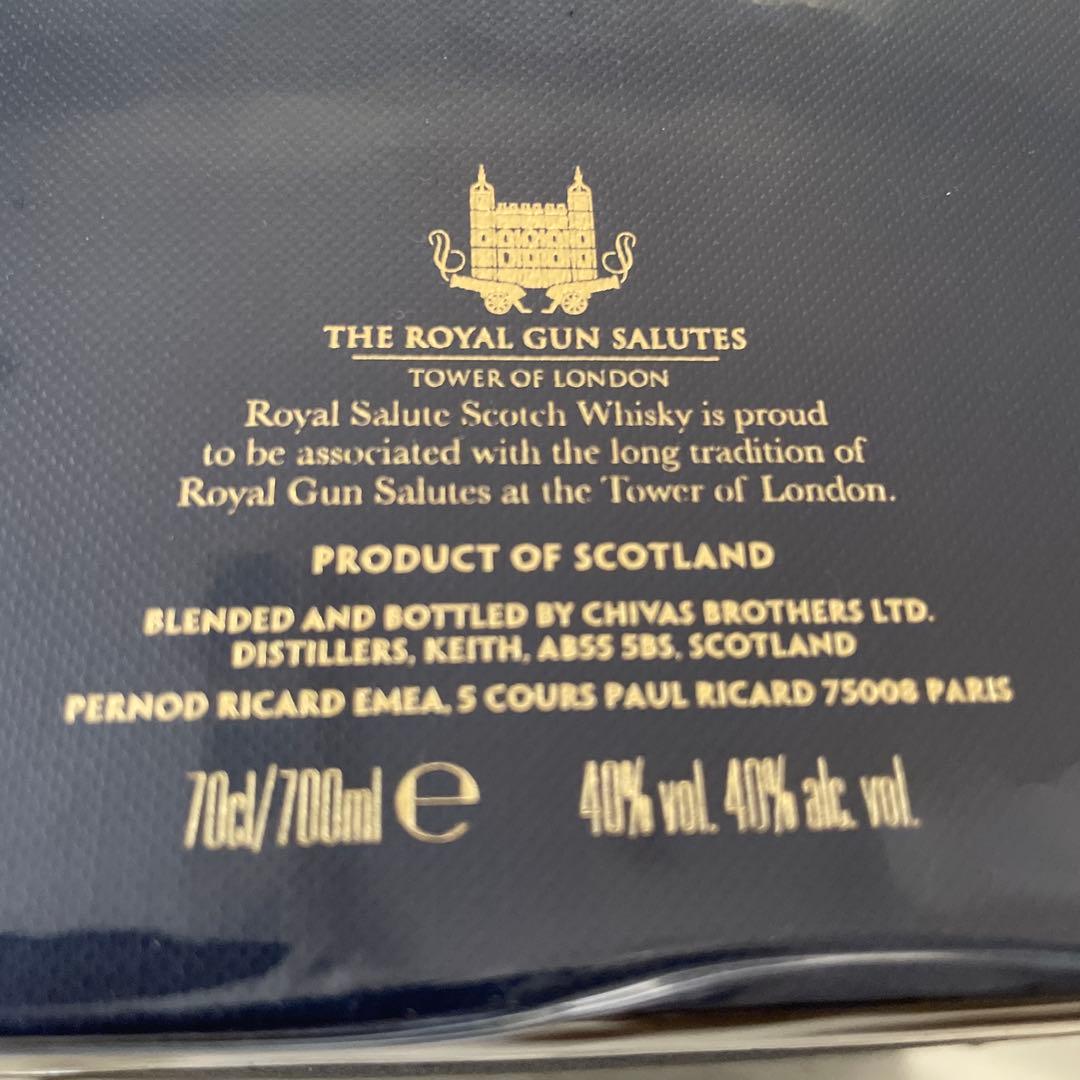 THE ROYAL GUN SALUTES
TOWER OF LONDON
Royal Salute Scotch Whisky is proud
to be associated with the long tradition of
Royal Gun Salutes at the Tower of London.
PRODUCT OF SCOTLAND
BLENDED AND BOTTLED BY CHIVAS BROTHERS LTD.
DISTILLERS, KEITH, AB55 5BS, SCOTLAND
PERNOD RICARD EMEA, 5 COURS PAUL RICARD 75008 PARIS
70cl/700ml e 40% vol. 40% alc. vol.